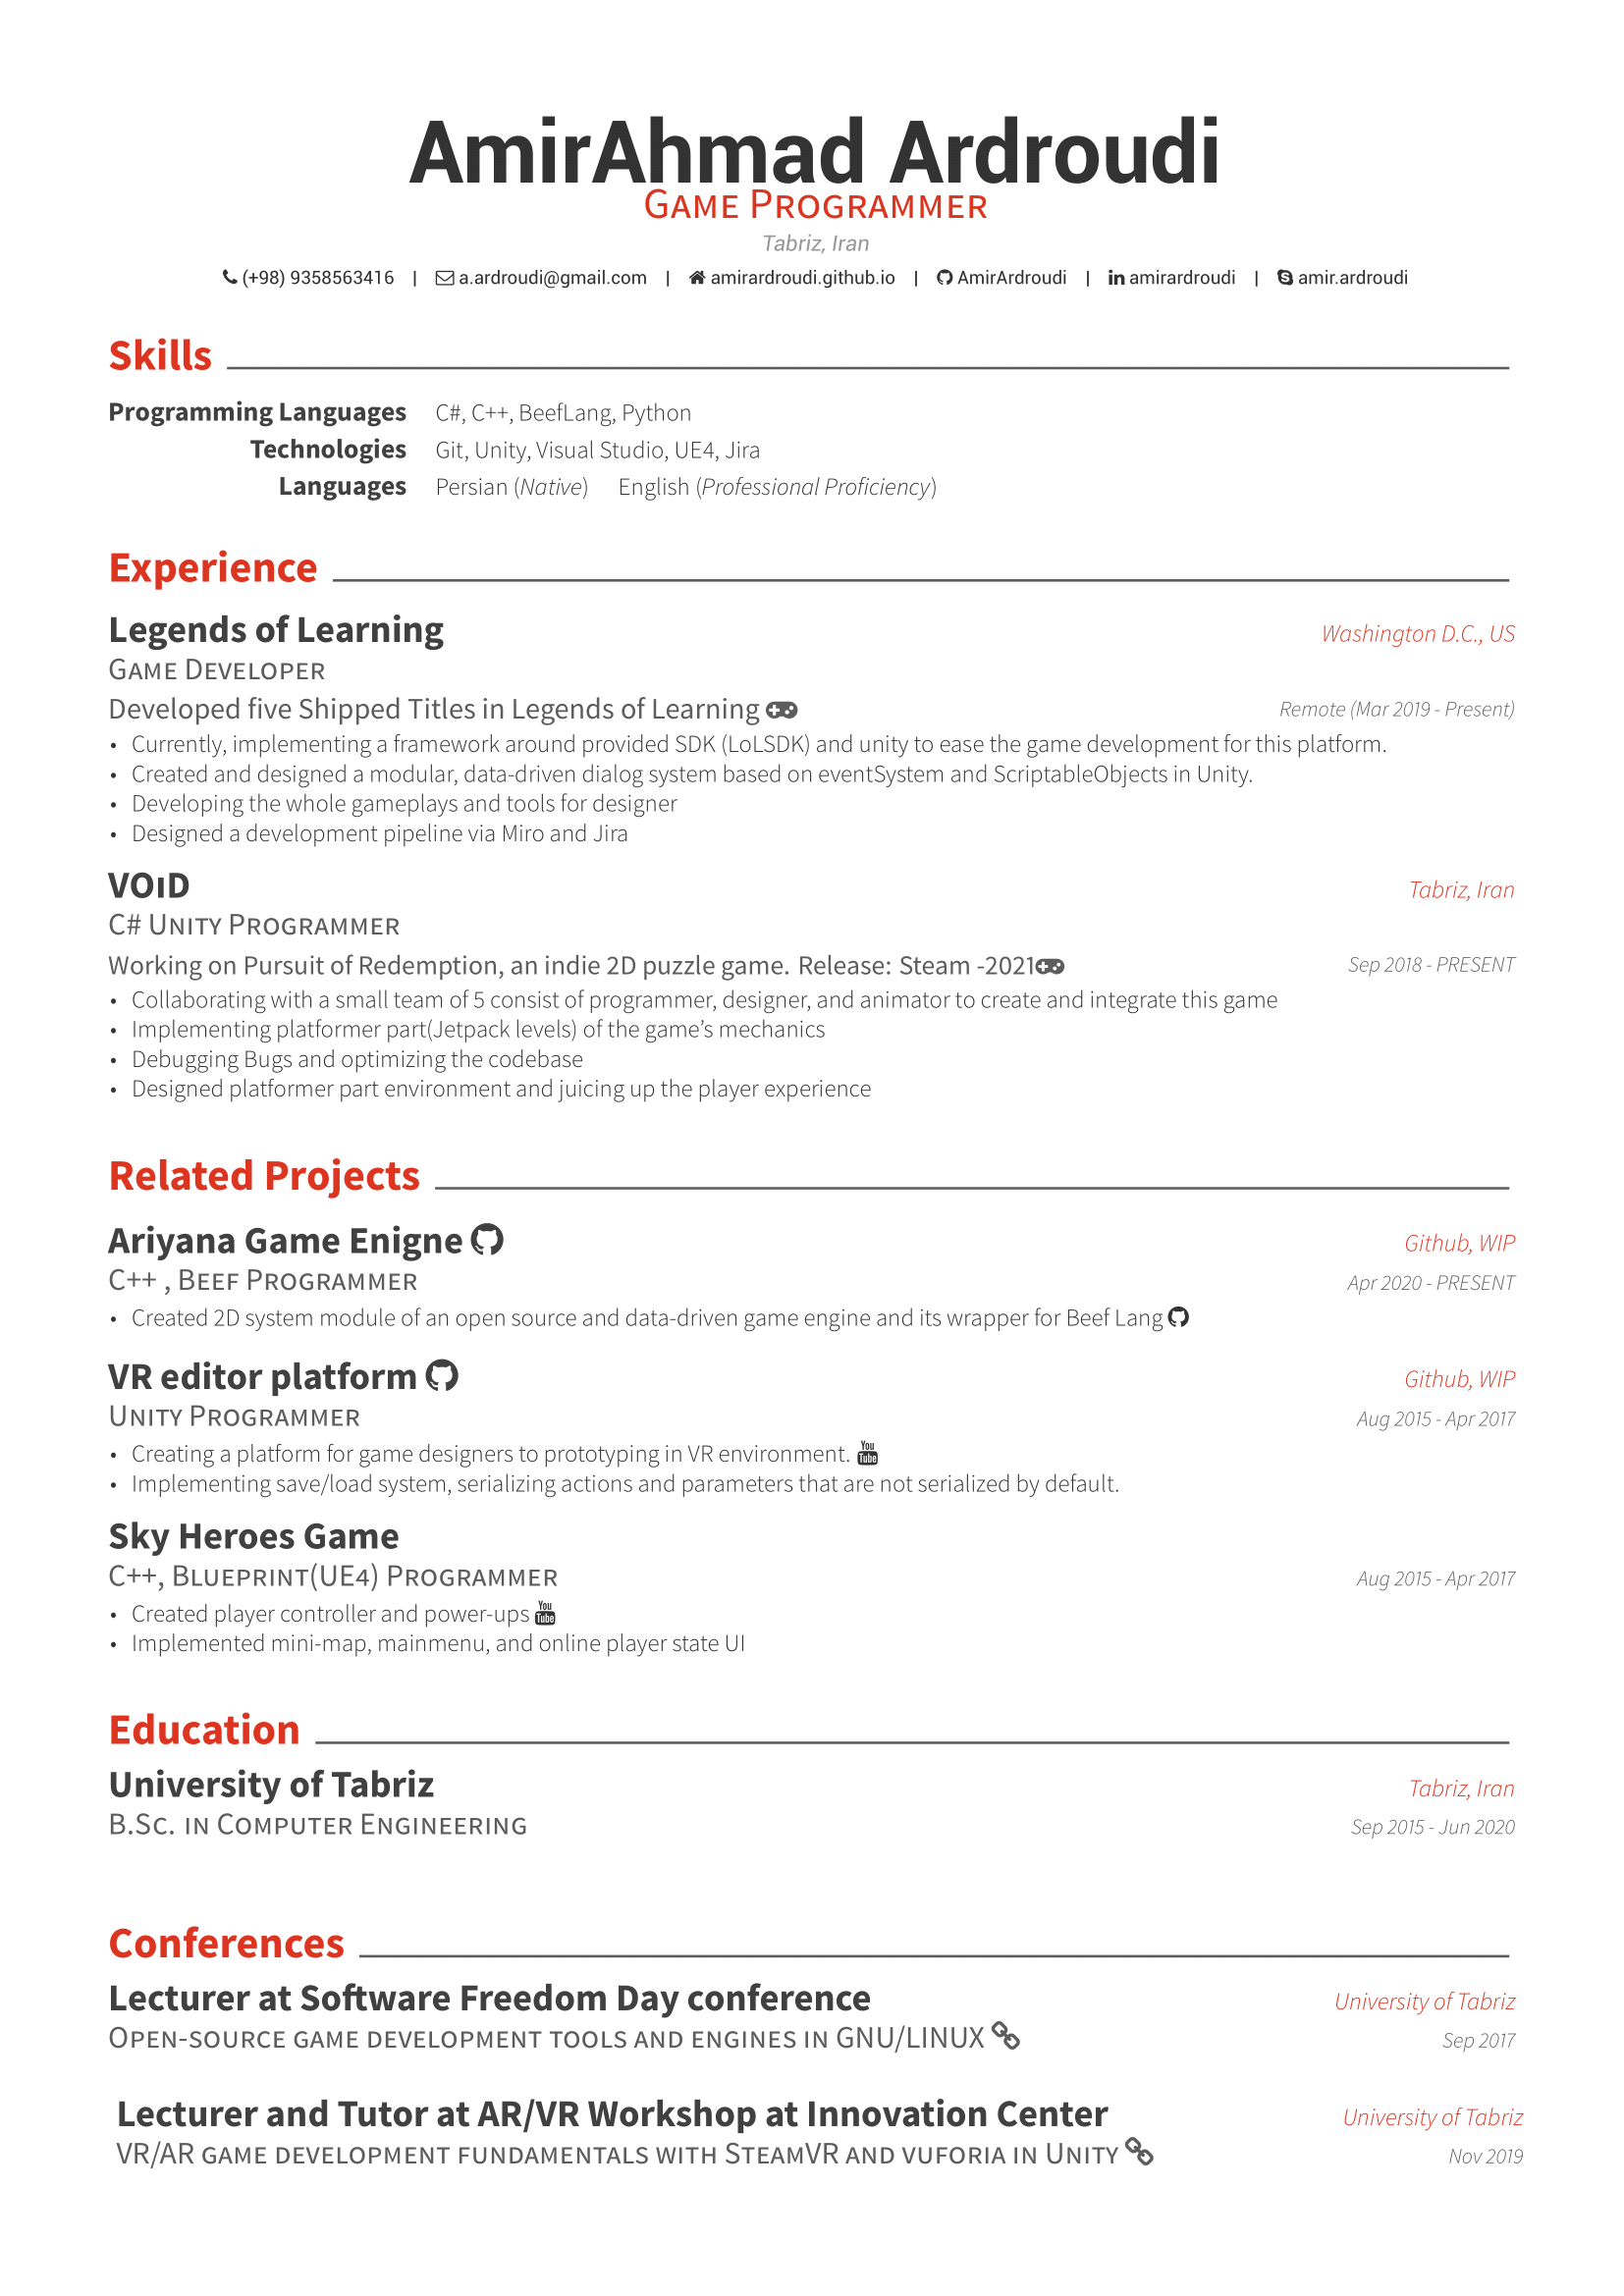 AmirAhmad Ardroudi
Game Programmer
Tabriz, Iran
(+98) 9358563416 | a.ardroudi@gmail.com | amirardroudi.github.io | AmirArdroudi | amirardroudi | amir.ardroudi
Skills
Programming Languages C#, C++, BeefLang, Python
Technologies Git, Unity, Visual Studio, UE4, Jira
Languages Persian (Native) English (Professional Proficiency)
Experience
Legends of Learning Washington D.C., US
Game Developer
Developed five Shipped Titles in Legends of Learning Remote (Mar 2019 - Present)
• Currently, implementing a framework around provided SDK (LoLSDK) and unity to ease the game development for this platform.
• Created and designed a modular, data-driven dialog system based on eventSystem and ScriptableObjects in Unity.
• Developing the whole gameplays and tools for designer
• Designed a development pipeline via Miro and Jira
VOıD Tabriz, Iran
C# Unity Programmer
Working on Pursuit of Redemption, an indie 2D puzzle game. Release: Steam -2021 Sep 2018 - PRESENT
• Collaborating with a small team of 5 consist of programmer, designer, and animator to create and integrate this game
• Implementing platformer part(Jetpack levels) of the game’s mechanics
• Debugging Bugs and optimizing the codebase
• Designed platformer part environment and juicing up the player experience
Related Projects
Ariyana Game Enigne Github, WIP
C++ , Beef Programmer Apr 2020 - PRESENT
• Created 2D system module of an open source and data-driven game engine and its wrapper for Beef Lang
VR editor platform Github, WIP
Unity Programmer Aug 2015 - Apr 2017
• Creating a platform for game designers to prototyping in VR environment. You Tube
• Implementing save/load system, serializing actions and parameters that are not serialized by default.
Sky Heroes Game
C++, Blueprint(UE4) Programmer Aug 2015 - Apr 2017
• Created player controller and power-ups You Tube
• Implemented mini-map, mainmenu, and online player state UI
Education
University of Tabriz Tabriz, Iran
B.Sc. in Computer Engineering Sep 2015 - Jun 2020
Conferences
Lecturer at Software Freedom Day conference University of Tabriz
Open-source game development tools and engines in GNU/LINUX Sep 2017
Lecturer and Tutor at AR/VR Workshop at Innovation Center University of Tabriz
VR/AR game development fundamentals with SteamVR and vuforia in Unity Nov 2019